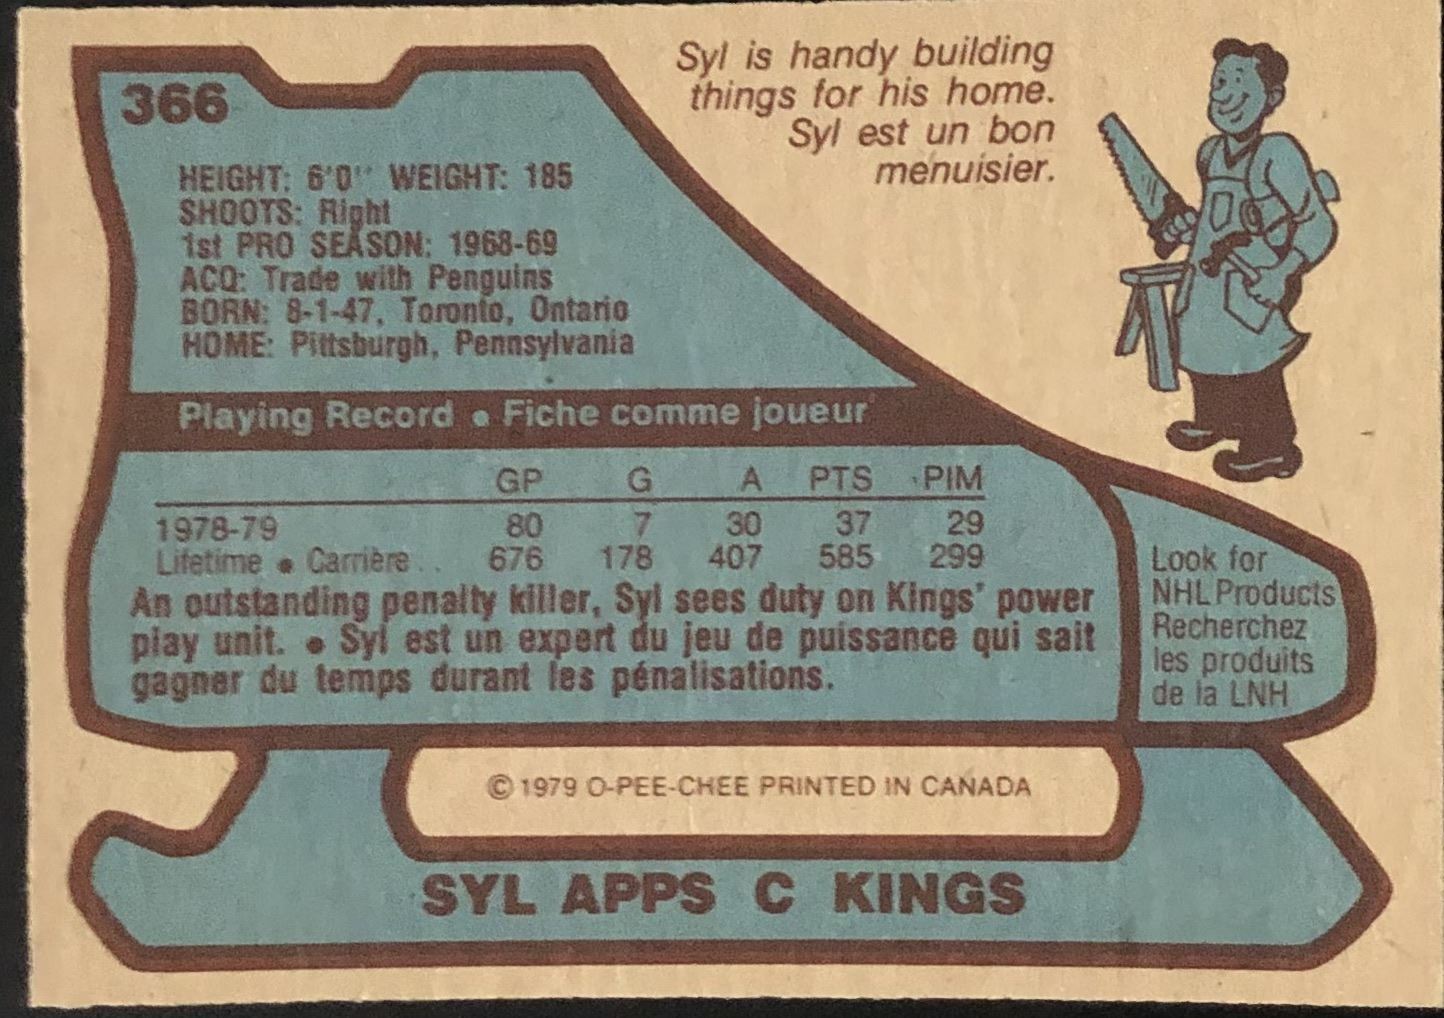 366
Syl is handy building
things for his home.
Syl est un bon
menuisier.
HEIGHT: 6'0" WEIGHT: 185
SHOOTS: Right
1st PRO SEASON: 1968-69
ACQ: Trade with Penguins
BORN: 8-1-47, Toronto, Ontario
HOME: Pittsburgh, Pennsylvania
Playing Record • Fiche comme joueur
GP G A PTS PIM
1978-79 80 7 30 37 29
Lifetime • Carrière .. 676 178 407 585 299
An outstanding penalty killer, Syl sees duty on Kings' power
play unit. • Syl est un expert du jeu de puissance qui sait
gagner du temps durant les pénalisations.
Look for
NHL Products
Recherchez
les produits
de la LNH
© 1979 O-PEE-CHEE PRINTED IN CANADA
SYL APPS C KINGS